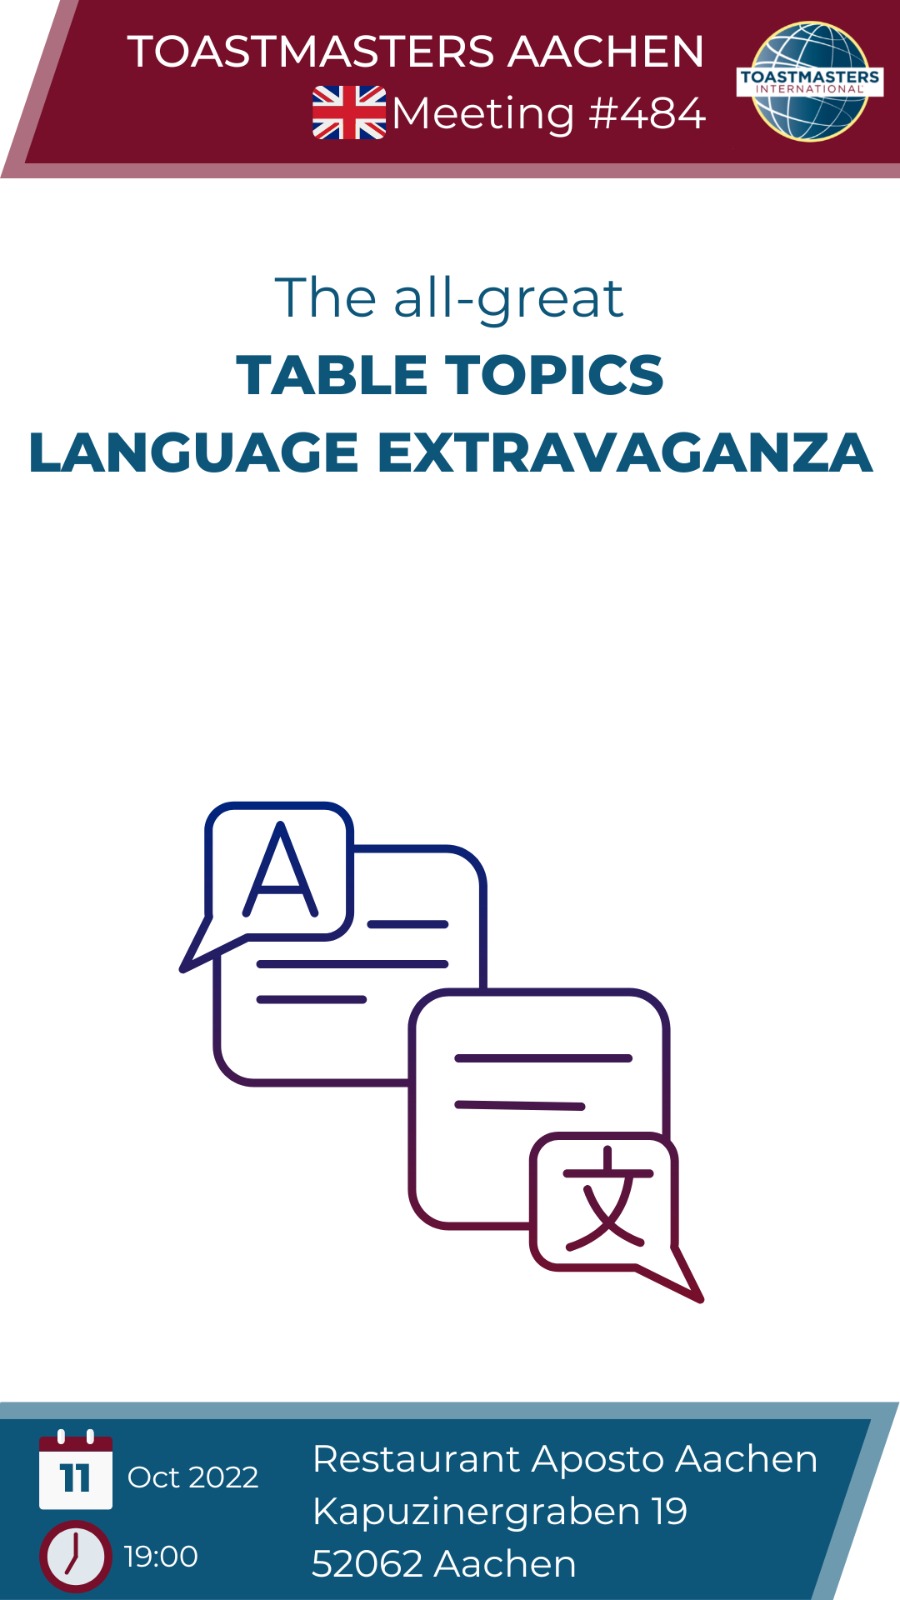 TOASTMASTERS AACHEN
Meeting #484
TOASTMASTERS
INTERNATIONAL
The all-great
TABLE TOPICS
LANGUAGE EXTRAVAGANZA
A
文
11
Oct 2022
19:00
Restaurant Aposto Aachen
Kapuzinergraben 19
52062 Aachen